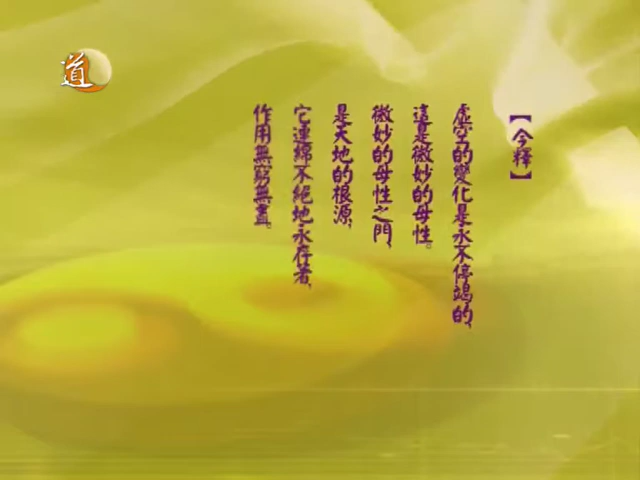 道
【今釋】
虛空的變化是永不停竭的，
這是微妙的母性。
微妙的母性之門，
是天地的根源，
它連綿不絕地永存著，
作用無窮無盡。